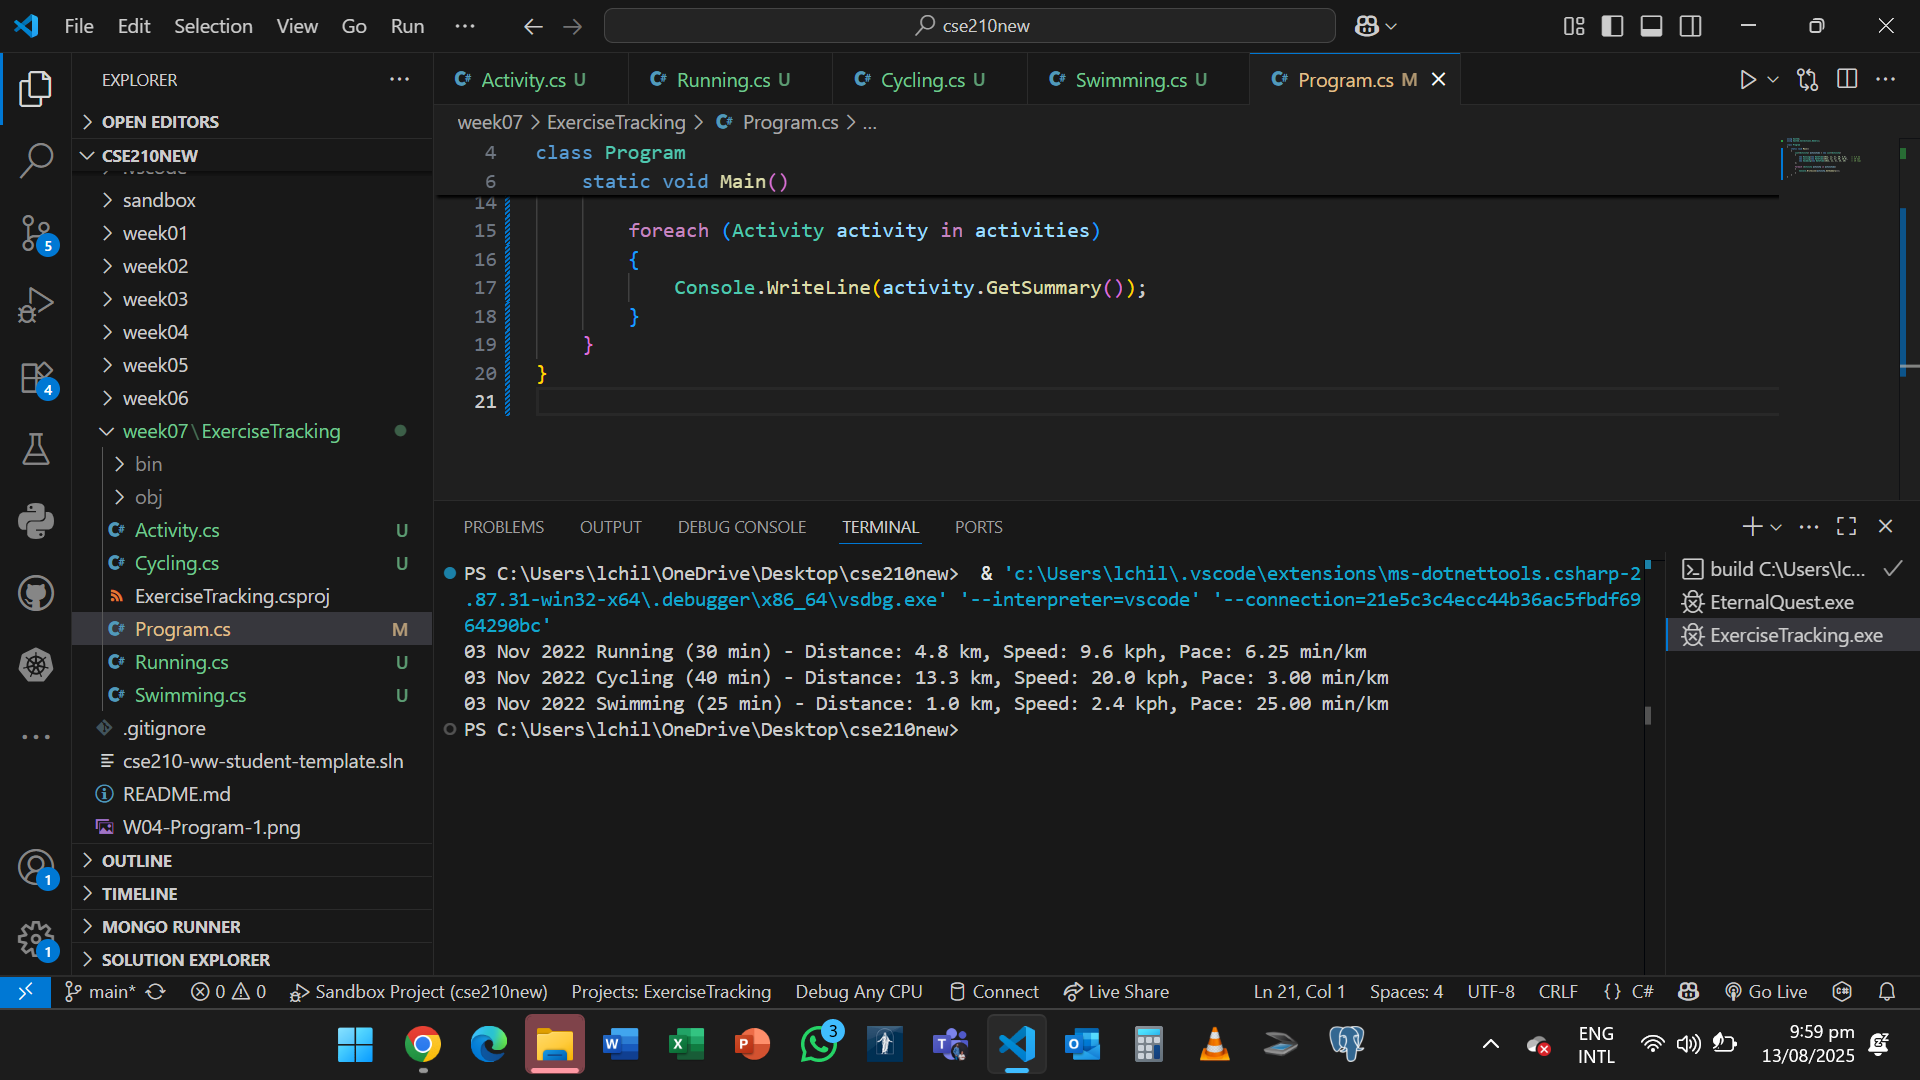 File Edit Selection View Go Run ··· cse210new
EXPLORER ···
OPEN EDITORS
CSE210NEW
.vscode
sandbox
week01
week02
week03
week04
week05
week06
week07\ExerciseTracking
bin
obj
Activity.cs U
Cycling.cs U
ExerciseTracking.csproj
Program.cs M
Running.cs U
Swimming.cs U
.gitignore
cse210-ww-student-template.sln
README.md
W04-Program-1.png
OUTLINE
TIMELINE
MONGO RUNNER
SOLUTION EXPLORER
5
4
1
1
Activity.cs U Running.cs U Cycling.cs U Swimming.cs U Program.cs M
week07 > ExerciseTracking > Program.cs > ...
4 class Program
6 static void Main()
14
15 foreach (Activity activity in activities)
16 {
17 Console.WriteLine(activity.GetSummary());
18 }
19 }
20 }
21
PROBLEMS OUTPUT DEBUG CONSOLE TERMINAL PORTS
PS C:\Users\lchil\OneDrive\Desktop\cse210new>  & 'c:\Users\lchil\.vscode\extensions\ms-dotnettools.csharp-2
.87.31-win32-x64\.debugger\x86_64\vsdbg.exe' '--interpreter=vscode' '--connection=21e5c3c4ecc44b36ac5fbdf69
64290bc'
03 Nov 2022 Running (30 min) - Distance: 4.8 km, Speed: 9.6 kph, Pace: 6.25 min/km
03 Nov 2022 Cycling (40 min) - Distance: 13.3 km, Speed: 20.0 kph, Pace: 3.00 min/km
03 Nov 2022 Swimming (25 min) - Distance: 1.0 km, Speed: 2.4 kph, Pace: 25.00 min/km
PS C:\Users\lchil\OneDrive\Desktop\cse210new>
build C:\Users\lc...
EternalQuest.exe
ExerciseTracking.exe
main* 0 0 Sandbox Project (cse210new) Projects: ExerciseTracking Debug Any CPU Connect Live Share Ln 21, Col 1 Spaces: 4 UTF-8 CRLF {} C# Go Live
3
ENG
INTL
9:59 pm
13/08/2025